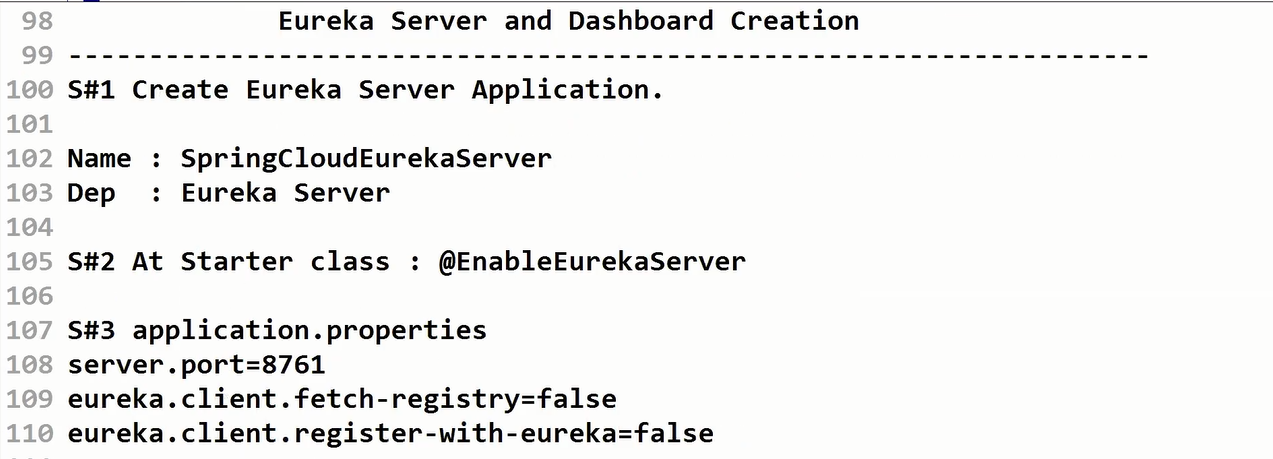 98 Eureka Server and Dashboard Creation
99 -------------------------------------------------------------------
100 S#1 Create Eureka Server Application.
101
102 Name : SpringCloudEurekaServer
103 Dep  : Eureka Server
104
105 S#2 At Starter class : @EnableEurekaServer
106
107 S#3 application.properties
108 server.port=8761
109 eureka.client.fetch-registry=false
110 eureka.client.register-with-eureka=false